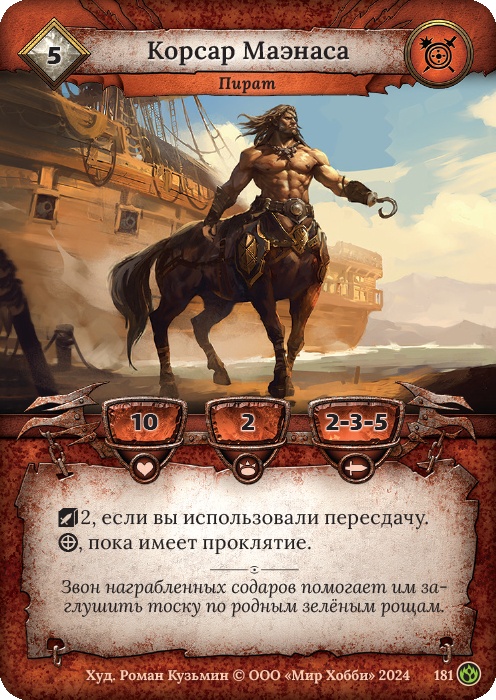 5
Корсар Маэнаса
Пират
10
2
2-3-5
2, если вы использовали пересдачу.
, пока имеет проклятие.
Звон награбленных содаров помогает им за-
глушить тоску по родным зелёным рощам.
Худ. Роман Кузьмин © ООО «Мир Хобби» 2024
181